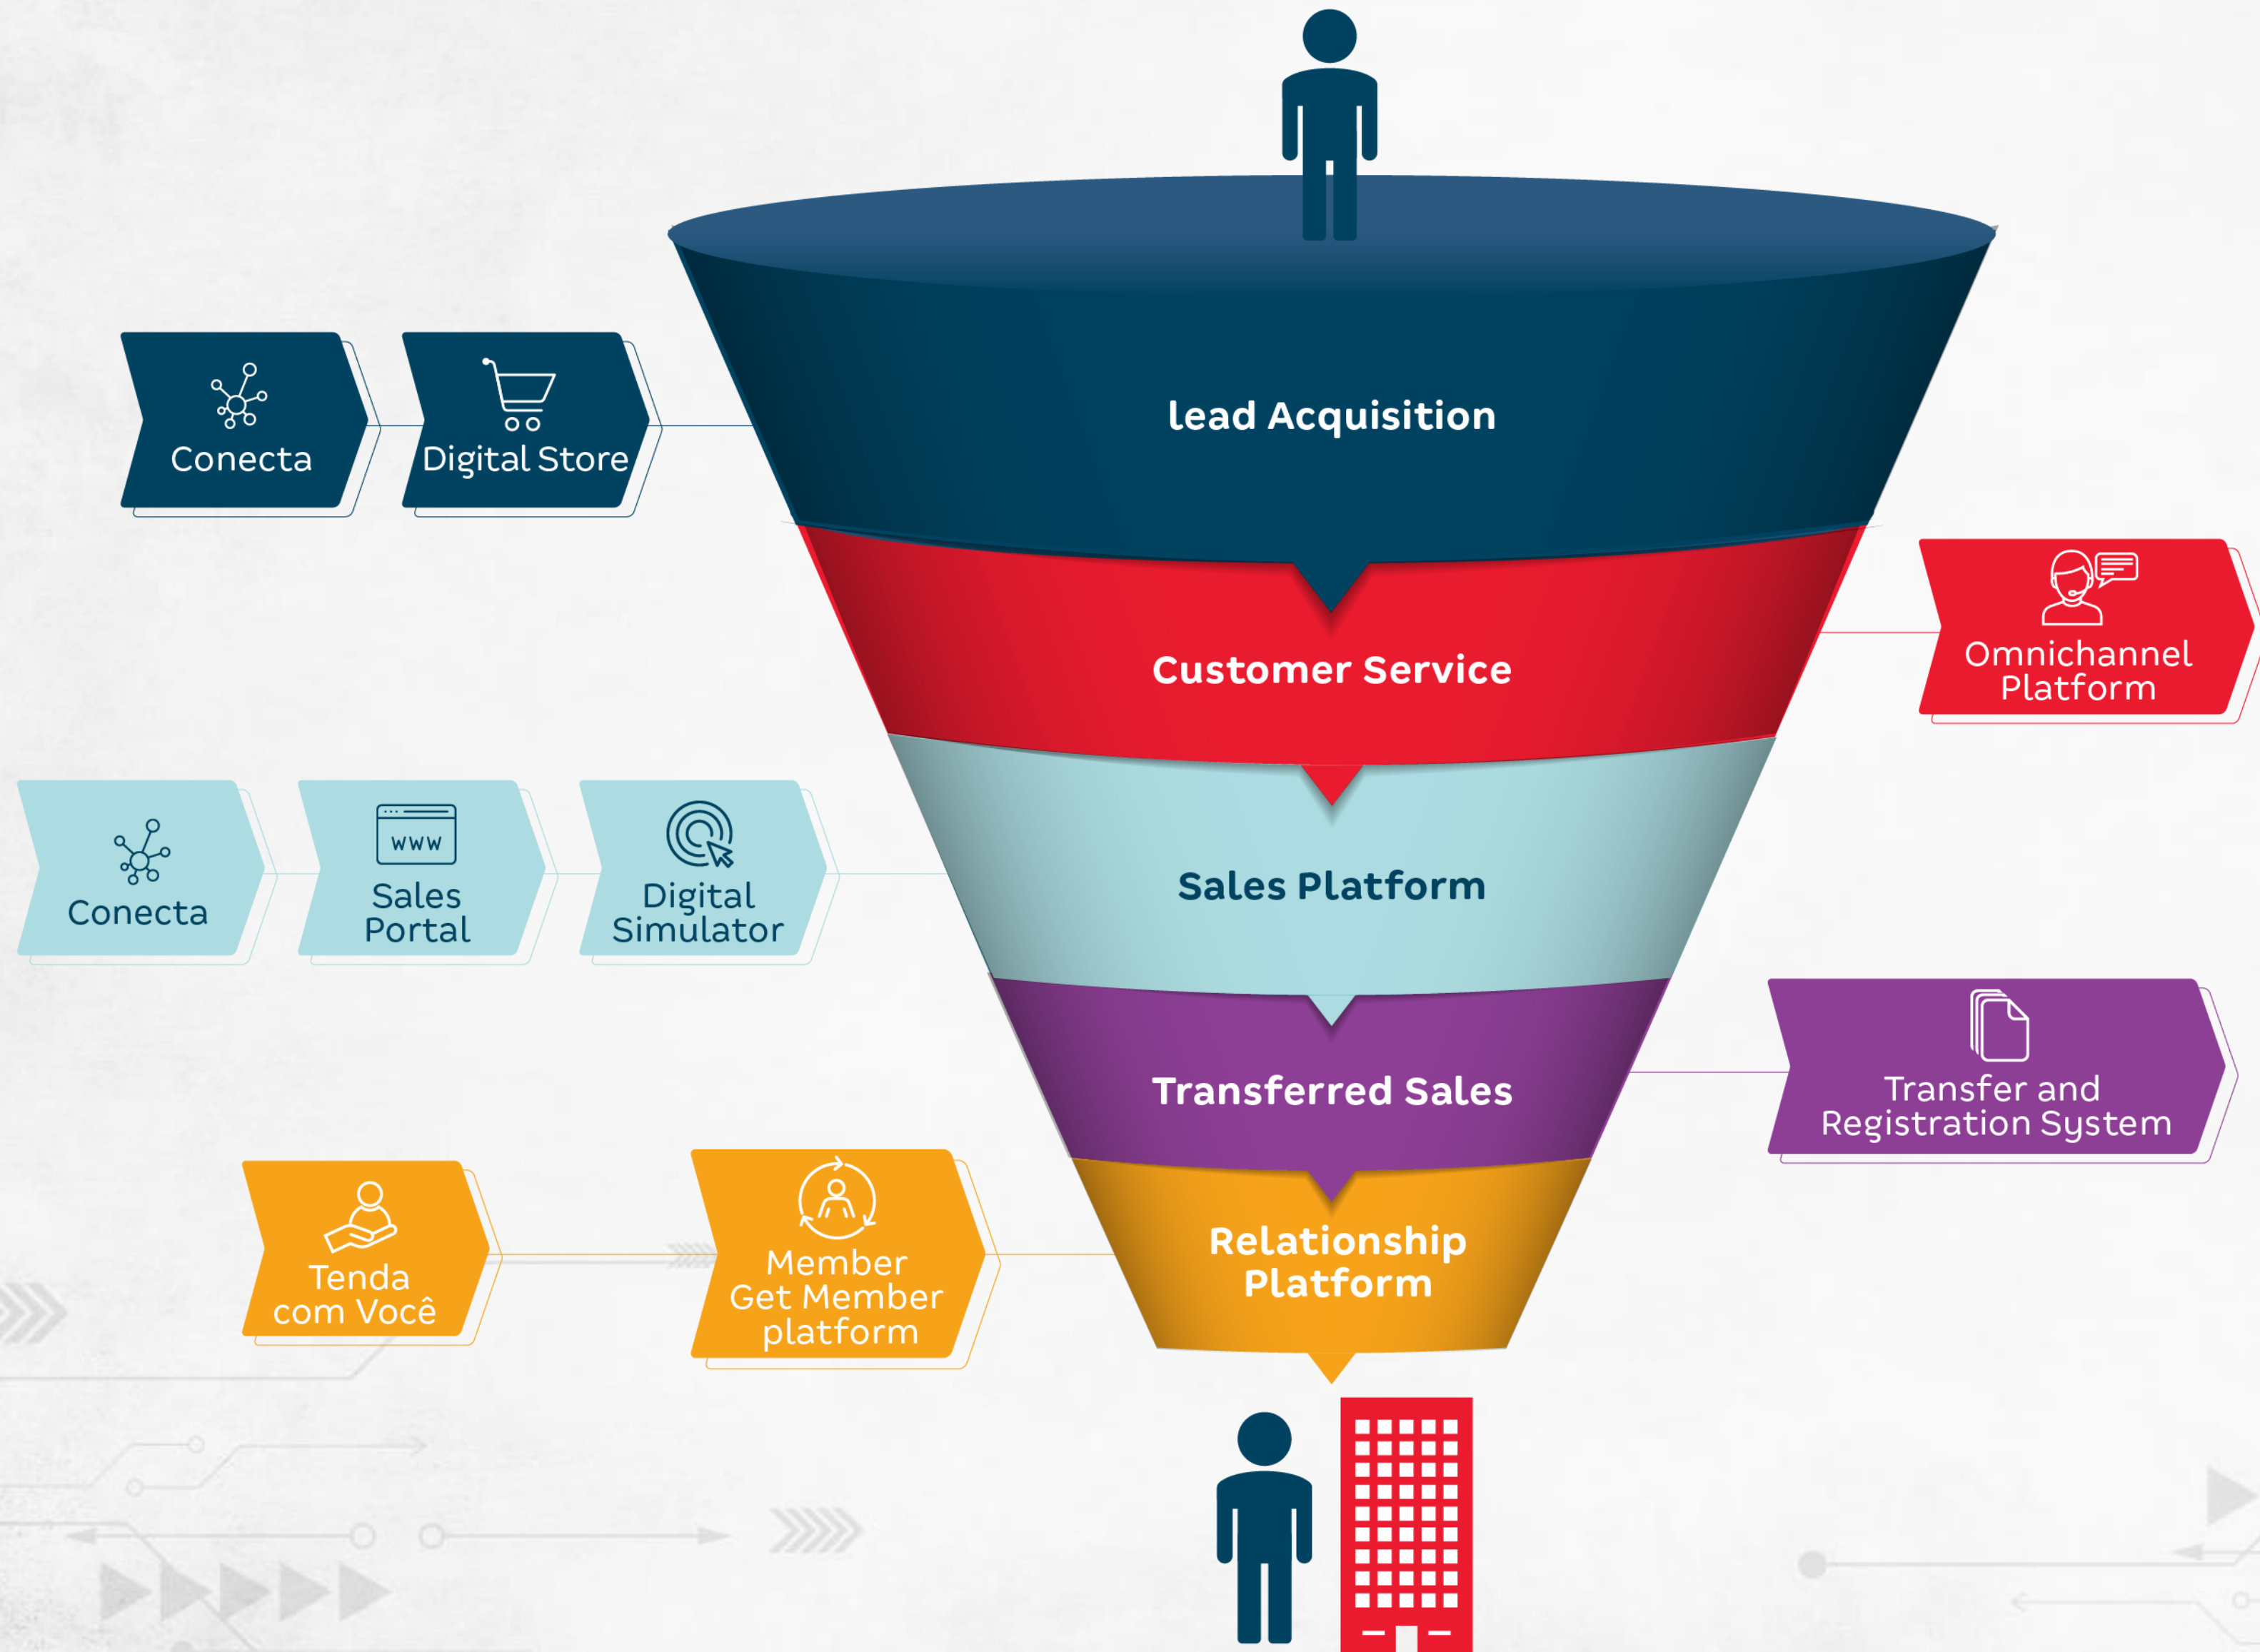 lead Acquisition
Conecta
Digital Store
Customer Service
Omnichannel
Platform
Sales Platform
Conecta
www
Sales
Portal
Digital
Simulator
Transferred Sales
Transfer and
Registration System
Relationship
Platform
Tenda
com Você
Member
Get Member
platform